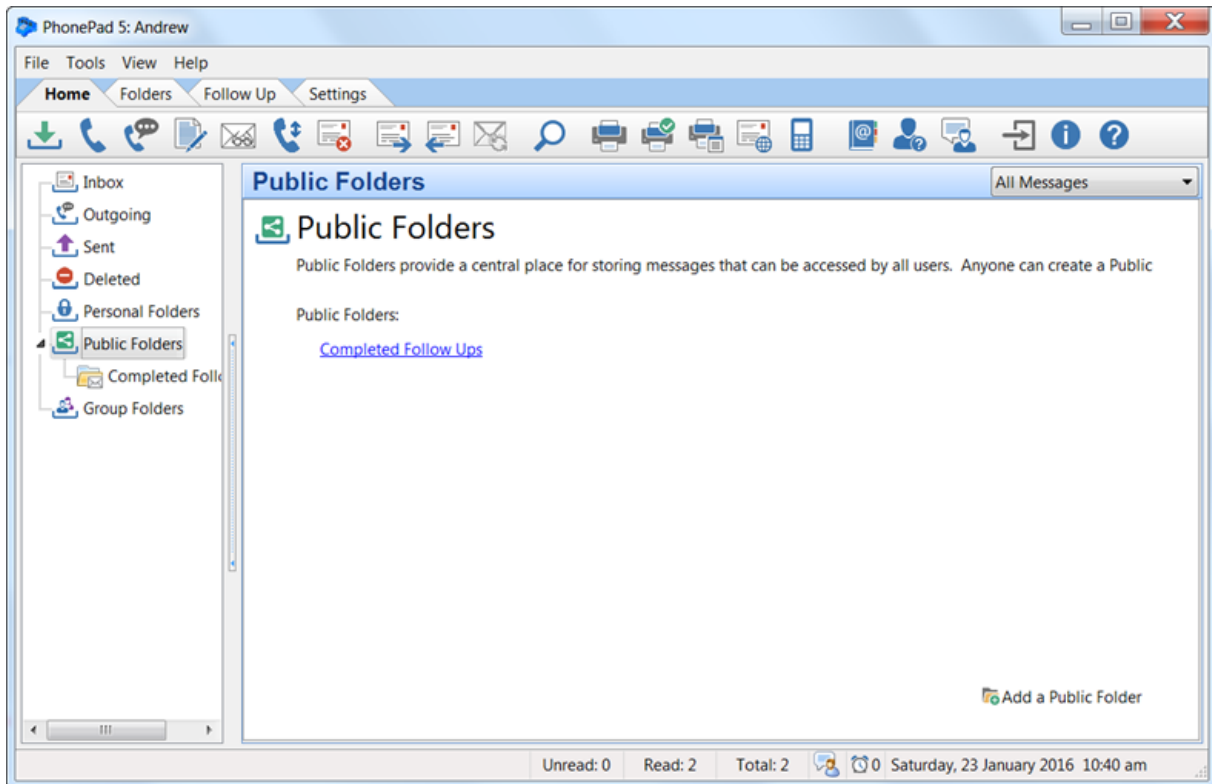 PhonePad 5: Andrew
File Tools View Help
Home Folders Follow Up Settings
Inbox
Outgoing
Sent
Deleted
Personal Folders
Public Folders
Completed Follo
Group Folders
Public Folders
All Messages
Public Folders
Public Folders provide a central place for storing messages that can be accessed by all users. Anyone can create a Public
Public Folders:
Completed Follow Ups
Add a Public Folder
Unread: 0 Read: 2 Total: 2 0 Saturday, 23 January 2016 10:40 am